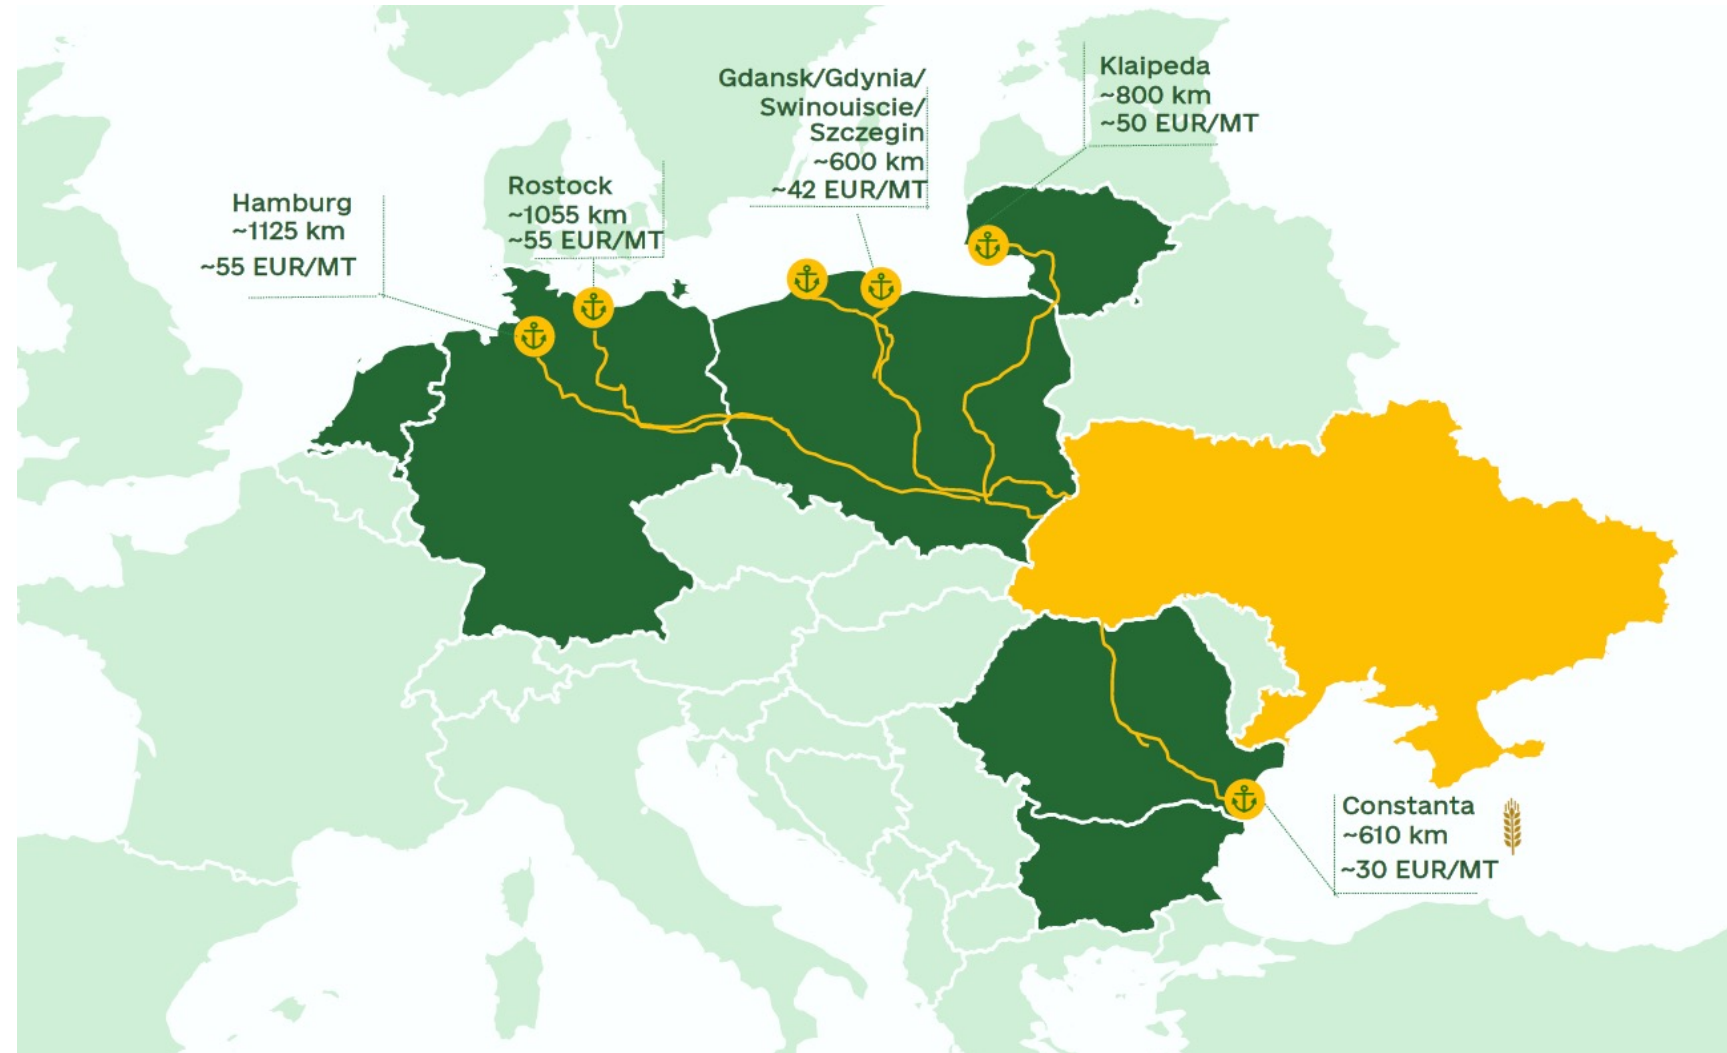 Hamburg
~1125 km
~55 EUR/MT
Rostock
~1055 km
~55 EUR/MT
Gdansk/Gdynia/
Swinouiscie/
Szczegin
~600 km
~42 EUR/MT
Klaipeda
~800 km
~50 EUR/MT
Constanta
~610 km
~30 EUR/MT